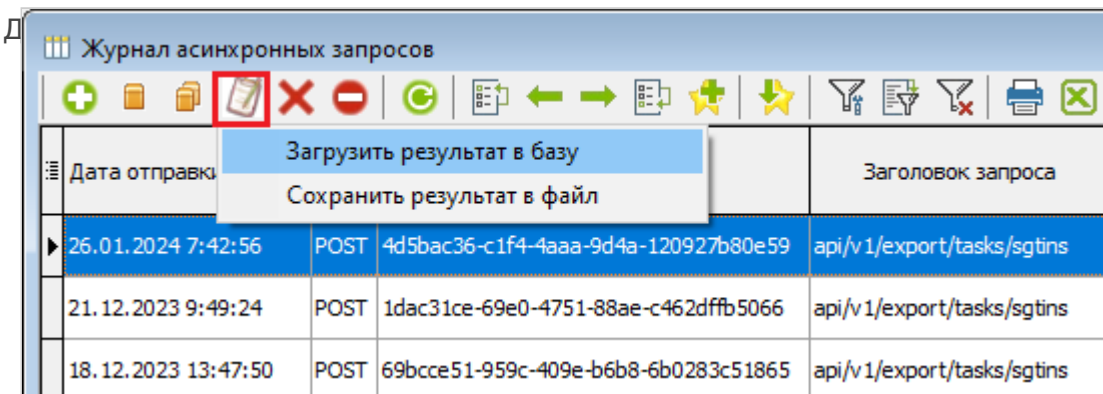 Д
Журнал асинхронных запросов
Загрузить результат в базу
Сохранить результат в файл
Дата отправки Заголовок запроса
26.01.2024 7:42:56 POST 4d5bac36-c1f4-4aaa-9d4a-120927b80e59 api/v1/export/tasks/sgtins
21.12.2023 9:49:24 POST 1dac31ce-69e0-4751-88ae-c462dffb5066 api/v1/export/tasks/sgtins
18.12.2023 13:47:50 POST 69bcce51-959c-409e-b6b8-6b0283c51865 api/v1/export/tasks/sgtins